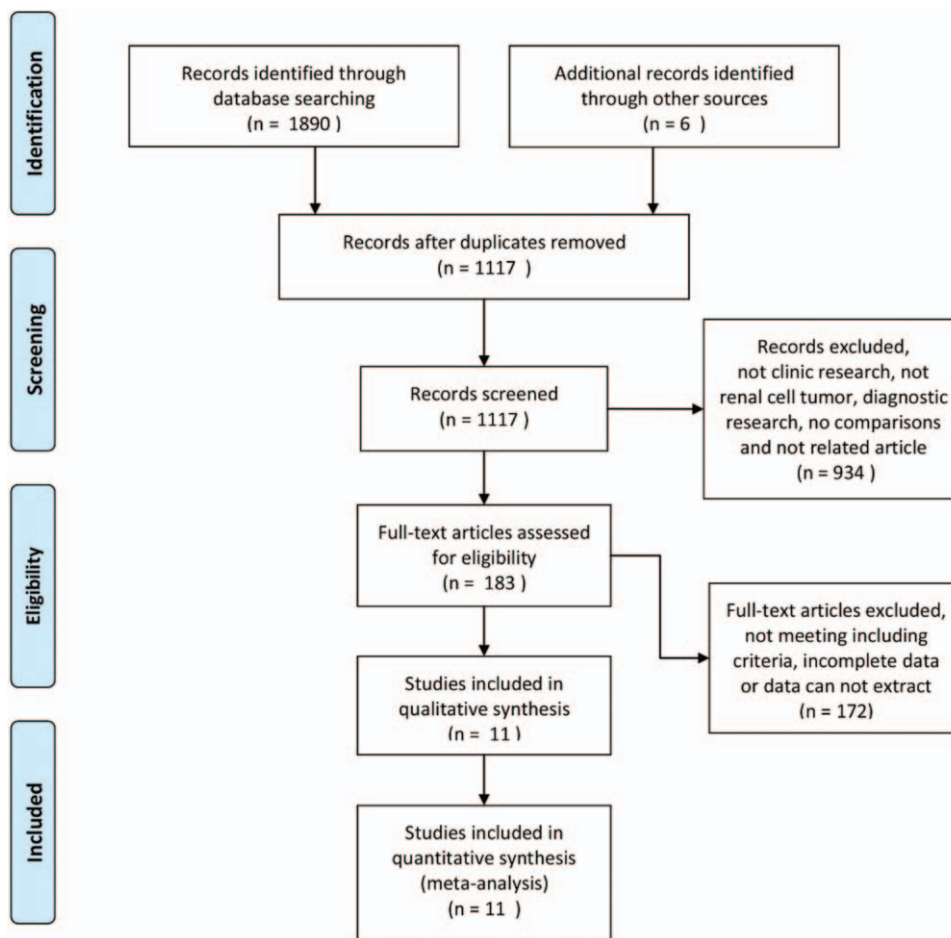 Identification
Records identified through
database searching
(n = 1890 )
Additional records identified
through other sources
(n = 6 )
Records after duplicates removed
(n = 1117 )
Screening
Records screened
(n = 1117 )
Records excluded,
not clinic research, not
renal cell tumor, diagnostic
research, no comparisons
and not related article
(n = 934 )
Eligibility
Full-text articles assessed
for eligibility
(n = 183 )
Full-text articles excluded,
not meeting including
criteria, incomplete data
or data can not extract
(n = 172)
Studies included in
qualitative synthesis
(n = 11)
Included
Studies included in
quantitative synthesis
(meta-analysis)
(n = 11 )